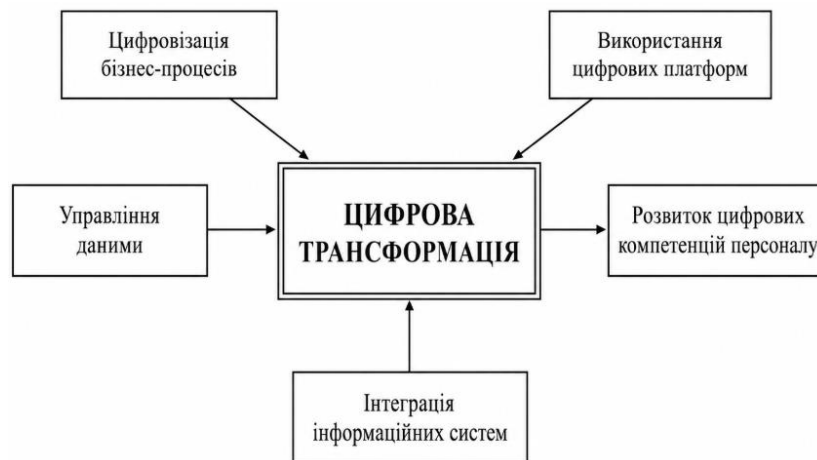 Цифровізація
бізнес-процесів
Використання
цифрових платформ
Управління
даними
ЦИФРОВА
ТРАНСФОРМАЦІЯ
Розвиток цифрових
компетенцій персоналу
Інтеграція
інформаційних систем